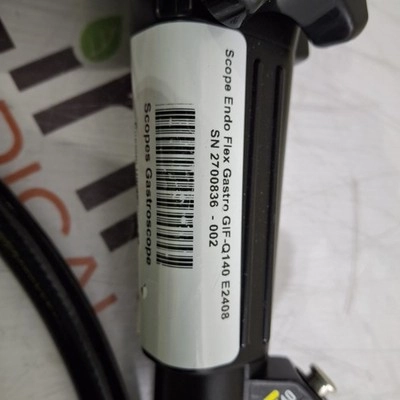 Scope Endo Flex Gastro GIF-Q140 E2408
SN 2700836 - 002
Scopes Gastroscope